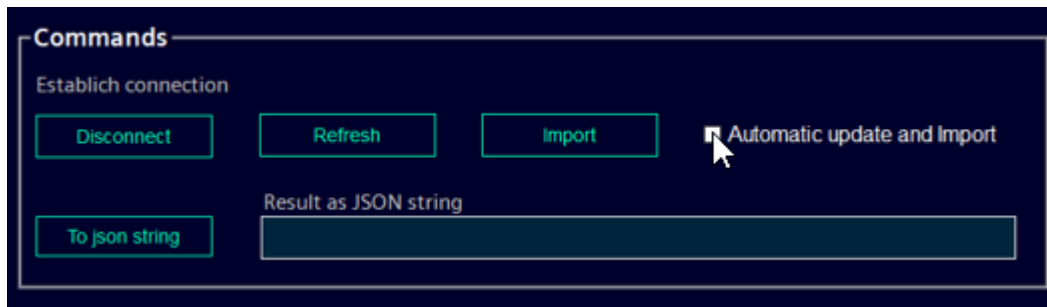 Commands
Establich connection
Disconnect Refresh Import Automatic update and Import
Result as JSON string
To json string